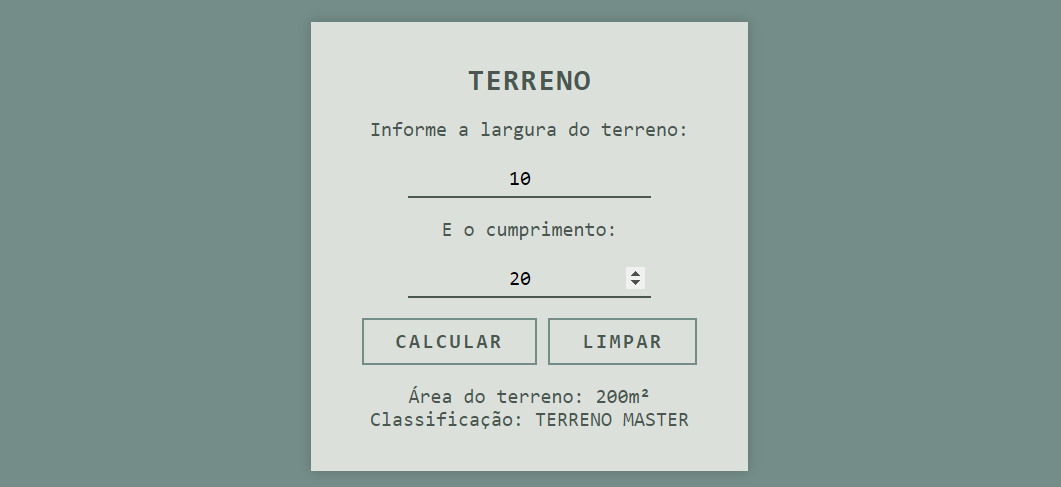 TERRENO
Informe a largura do terreno:
10
E o cumprimento:
20
CALCULAR LIMPAR
Área do terreno: 200m²
Classificação: TERRENO MASTER